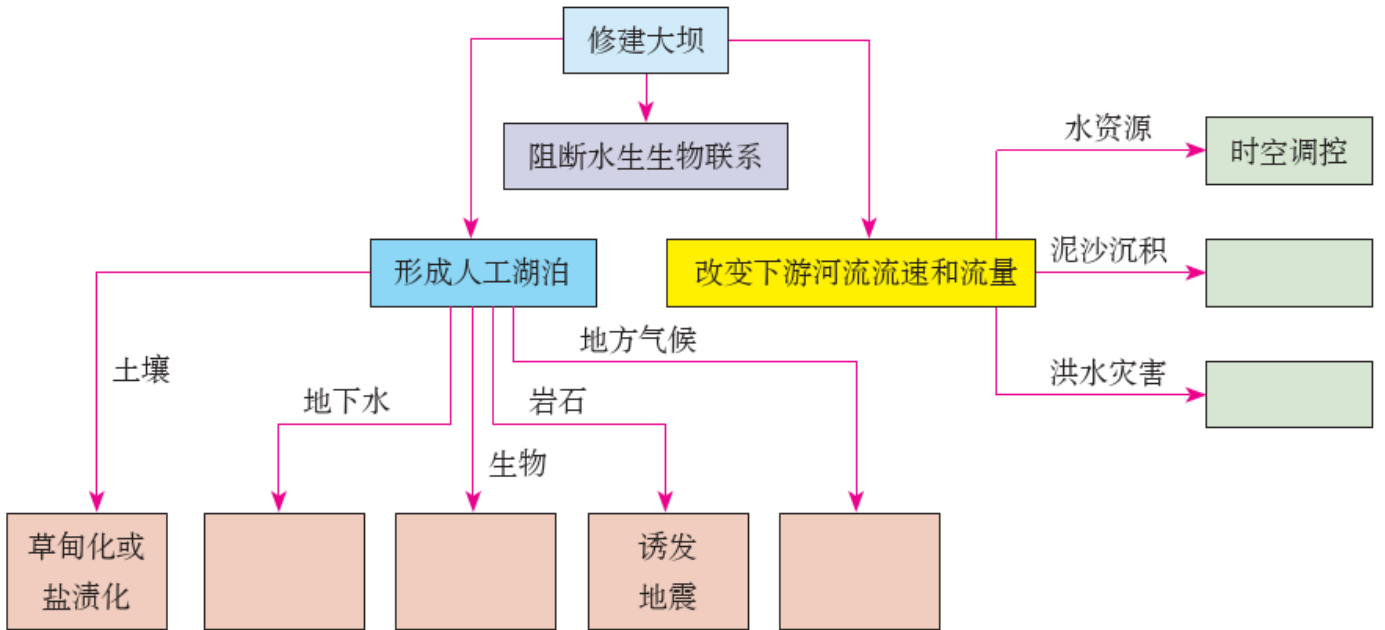 修建大坝
水资源
阻断水生生物联系
时空调控
泥沙沉积
形成人工湖泊
改变下游河流流速和流量
地方气候
土壤
洪水灾害
地下水
岩石
生物
草甸化或
盐渍化
诱发
地震